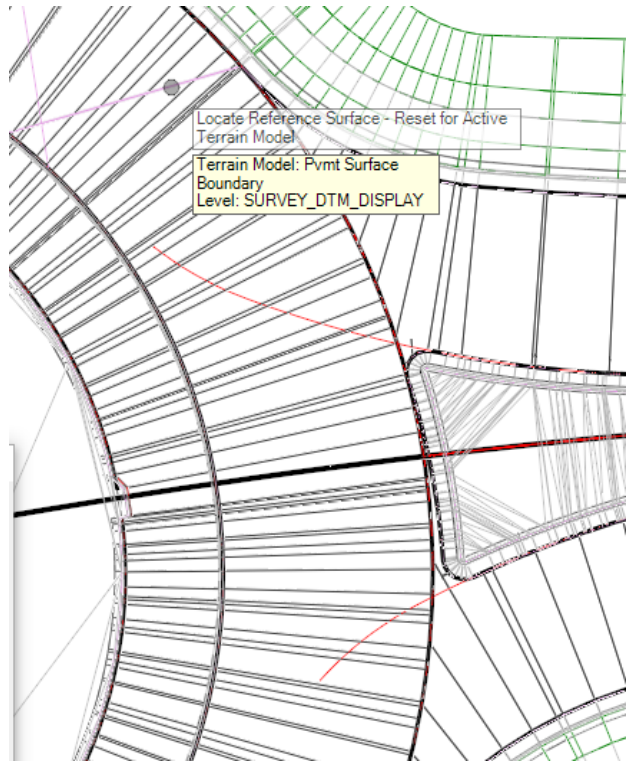 Locate Reference Surface - Reset for Active
Terrain Model
Terrain Model: Pvmt Surface
Boundary
Level: SURVEY_DTM_DISPLAY